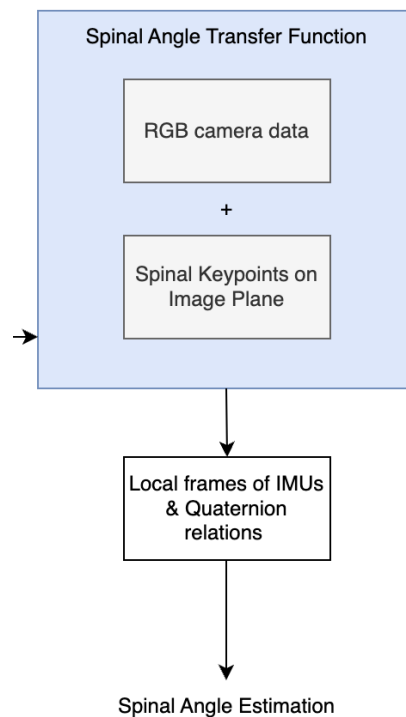 Spinal Angle Transfer Function
RGB camera data
+
Spinal Keypoints on
Image Plane
Local frames of IMUs
& Quaternion
relations
Spinal Angle Estimation